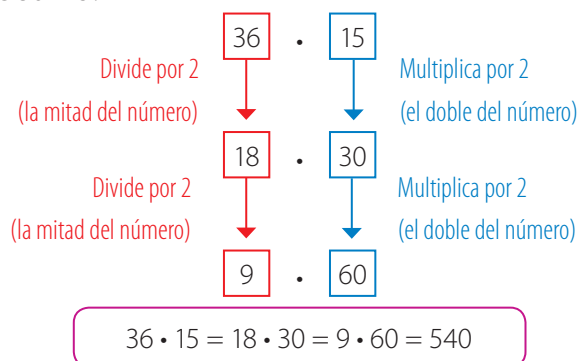 36 • 15
Divide por 2 Multiplica por 2
(la mitad del número) (el doble del número)
18 • 30
Divide por 2 Multiplica por 2
(la mitad del número) (el doble del número)
9 • 60
36 • 15 = 18 • 30 = 9 • 60 = 540